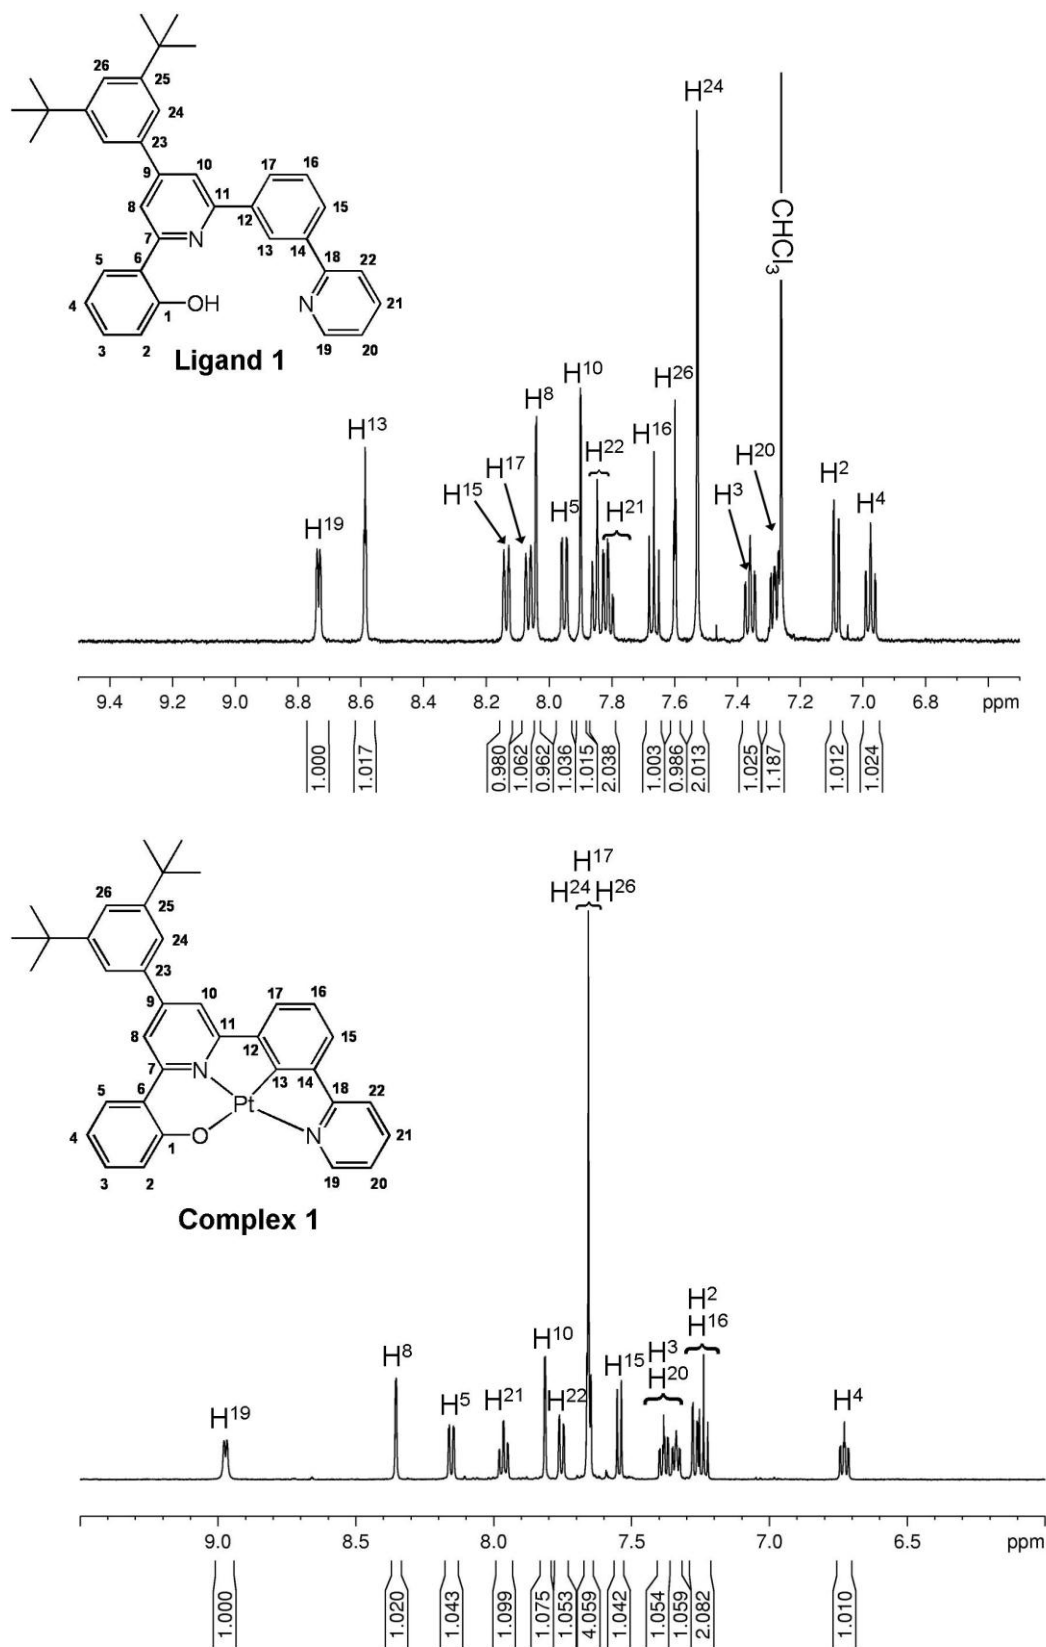 26
25
24
23
9
10
17
16
8
11
12
15
7
N
13
14
18
22
5
6
OH
N
21
4
1
3
2
19
20
Ligand 1
H19
H13
H15
H17
H8
H5
H10
H22
H21
H16
H26
H24
H3
H20
CHCl3
H2
H4
9.4 9.2 9.0 8.8 8.6 8.4 8.2 8.0 7.8 7.6 7.4 7.2 7.0 6.8 ppm
1.000 1.017 0.980 1.062 0.962 1.036 1.015 2.038 1.003 0.986 2.013 1.025 1.187 1.012 1.024
26
25
24
23
9
10
17
16
8
11
12
15
7
N
13
14
18
22
5
6
Pt
4
1
O
N
21
3
2
19
20
Complex 1
H17
H24 H26
H19
H8
H5
H21
H10
H22
H15
H3
H20
H2
H16
H4
9.0 8.5 8.0 7.5 7.0 6.5 ppm
1.000 1.020 1.043 1.099 1.075 1.053 4.059 1.042 1.054 1.059 2.082 1.010